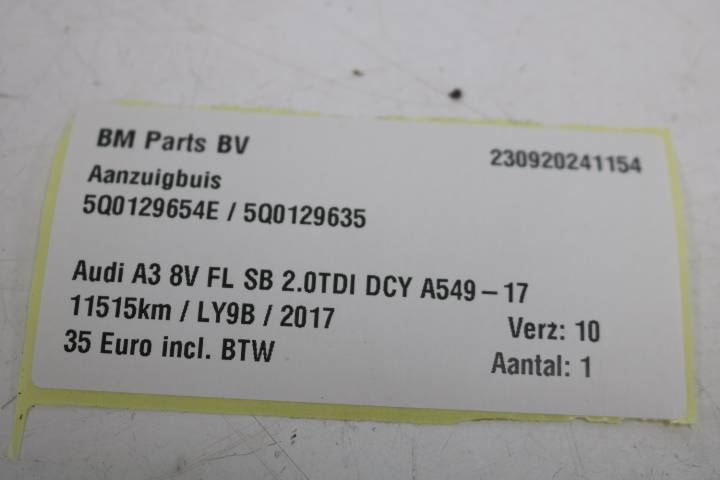 BM Parts BV
230920241154
Aanzuigbuis
5Q0129654E / 5Q0129635
Audi A3 8V FL SB 2.0TDI DCY A549-17
11515km / LY9B / 2017
Verz: 10
35 Euro incl. BTW
Aantal: 1